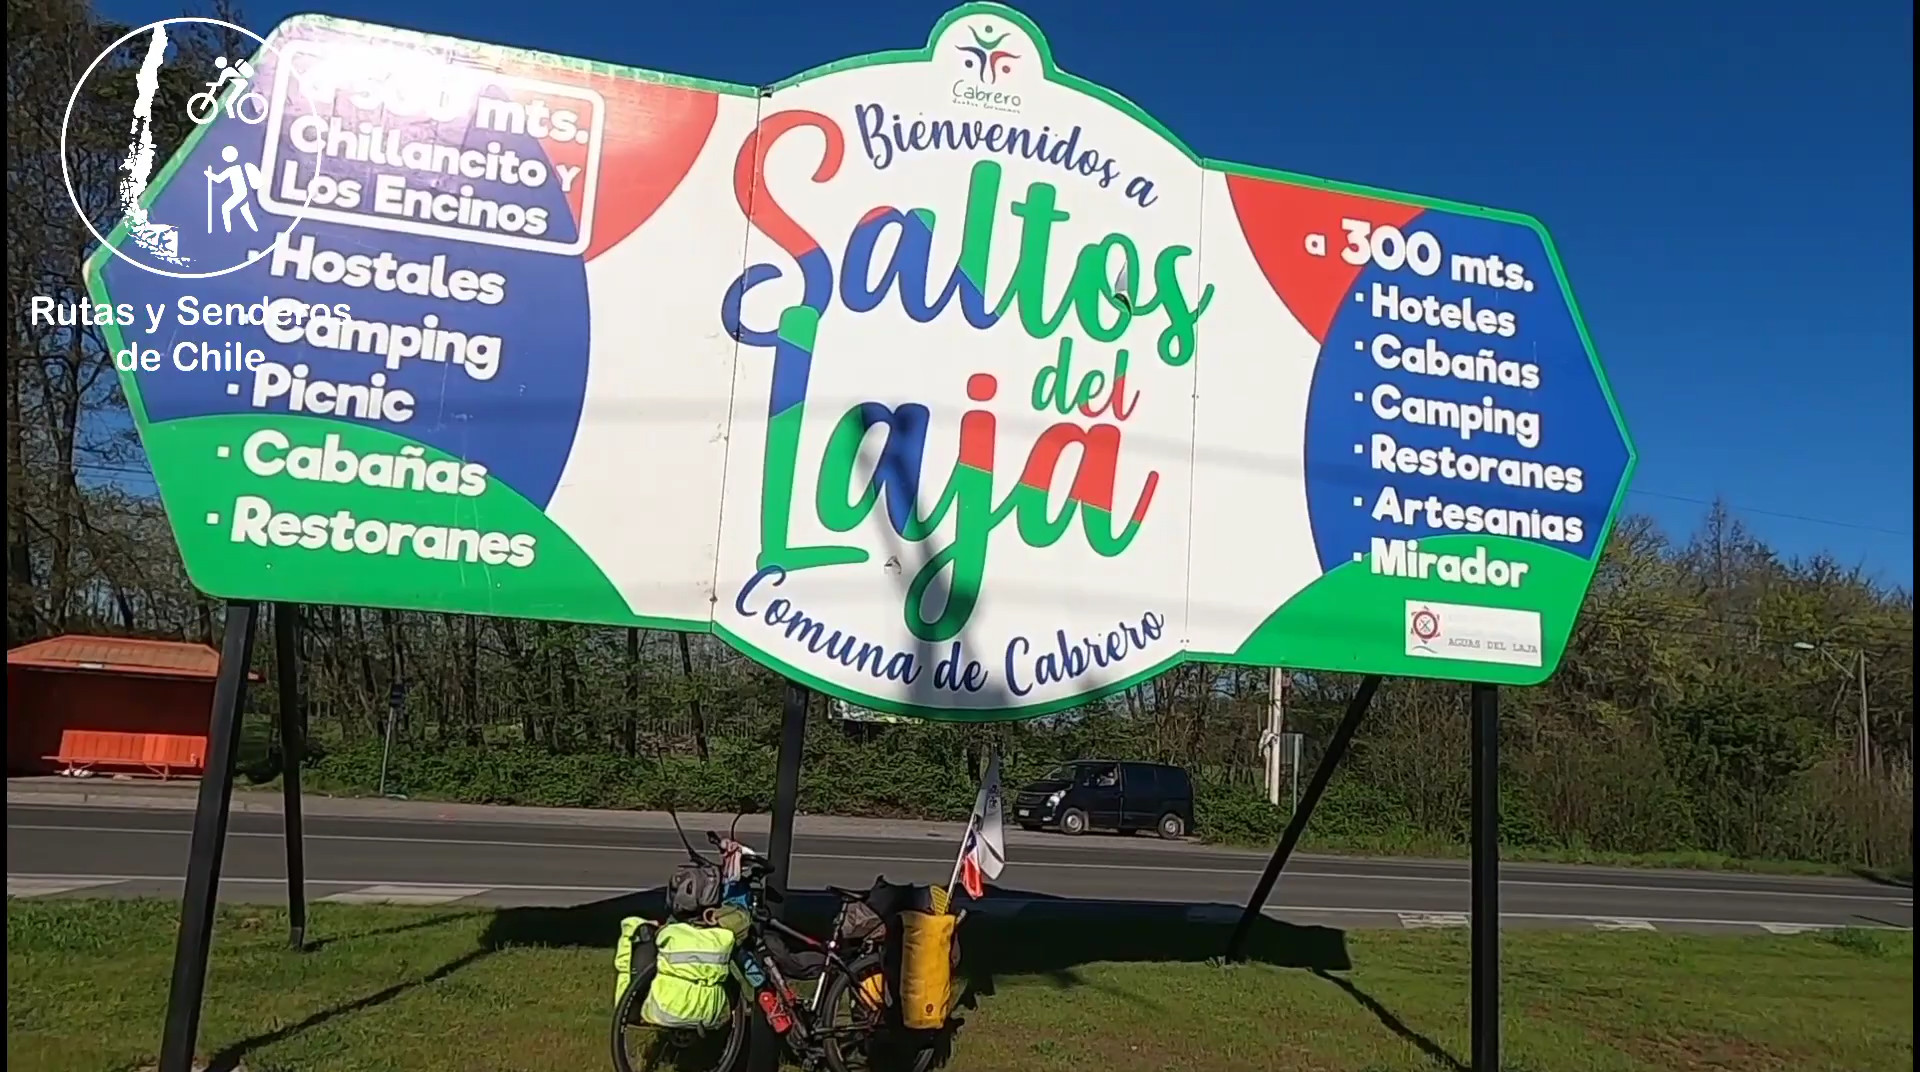 Rutas y Senderos
de Chile
mts.
Chillancito y
Los Encinos
· Hostales
· Camping
· Picnic
· Cabañas
· Restoranes
Cabrero
Bienvenidos a
Saltos
del
Laja
Comuna de Cabrero
a 300 mts.
· Hoteles
· Cabañas
· Camping
· Restoranes
· Artesanías
· Mirador
AGUAS DEL LAJA